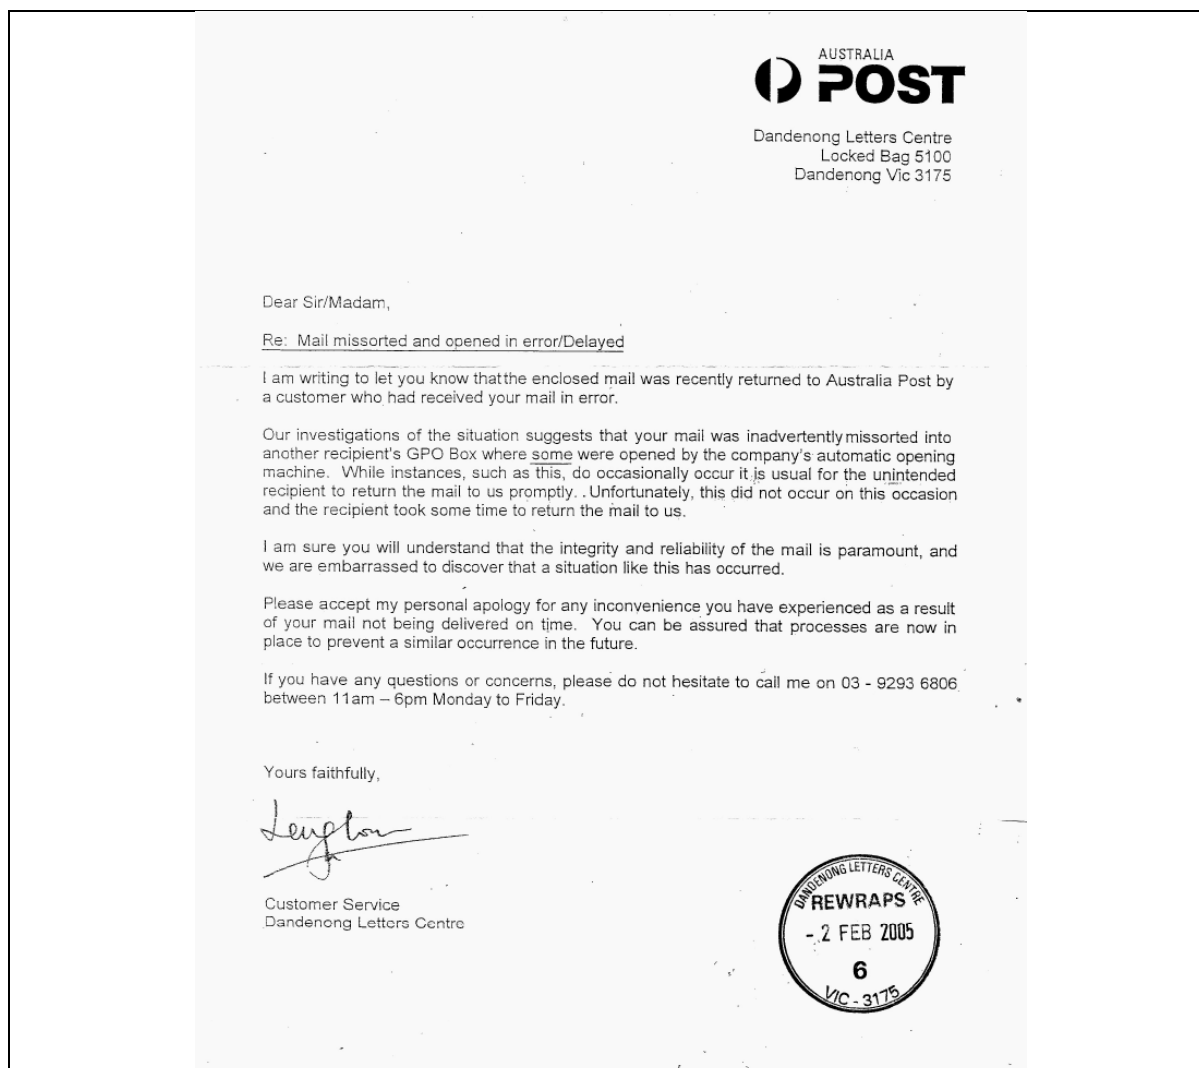 AUSTRALIA
POST
Dandenong Letters Centre
Locked Bag 5100
Dandenong Vic 3175
Dear Sir/Madam,
Re: Mail missorted and opened in error/Delayed
I am writing to let you know that the enclosed mail was recently returned to Australia Post by
a customer who had received your mail in error.
Our investigations of the situation suggests that your mail was inadvertently missorted into
another recipient's GPO Box where some were opened by the company's automatic opening
machine. While instances, such as this, do occasionally occur it is usual for the unintended
recipient to return the mail to us promptly. . Unfortunately, this did not occur on this occasion
and the recipient took some time to return the mail to us.
I am sure you will understand that the integrity and reliability of the mail is paramount, and
we are embarrassed to discover that a situation like this has occurred.
Please accept my personal apology for any inconvenience you have experienced as a result
of your mail not being delivered on time. You can be assured that processes are now in
place to prevent a similar occurrence in the future.
If you have any questions or concerns, please do not hesitate to call me on 03 - 9293 6806
between 11am – 6pm Monday to Friday.
Yours faithfully,
Customer Service
Dandenong Letters Centre
DANDENONG LETTERS CENTRE
REWRAPS
- 2 FEB 2005
6
VIC - 3175